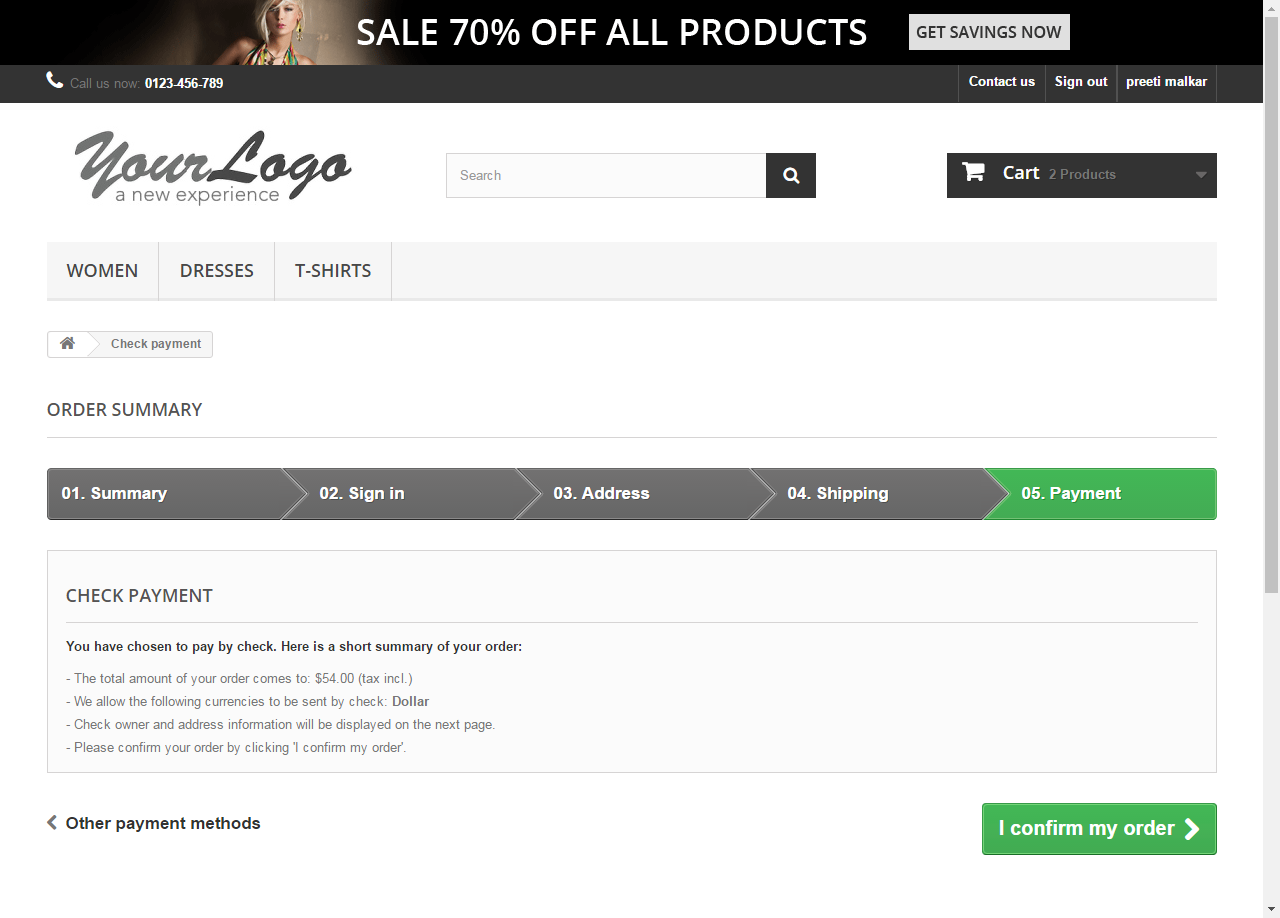 SALE 70% OFF ALL PRODUCTS GET SAVINGS NOW
Call us now: 0123-456-789 Contact us Sign out preeti malkar
YourLogo
a new experience
Search
Cart 2 Products
WOMEN DRESSES T-SHIRTS
Check payment
ORDER SUMMARY
01. Summary 02. Sign in 03. Address 04. Shipping 05. Payment
CHECK PAYMENT
You have chosen to pay by check. Here is a short summary of your order:
- The total amount of your order comes to: $54.00 (tax incl.)
- We allow the following currencies to be sent by check: Dollar
- Check owner and address information will be displayed on the next page.
- Please confirm your order by clicking 'I confirm my order'.
Other payment methods I confirm my order